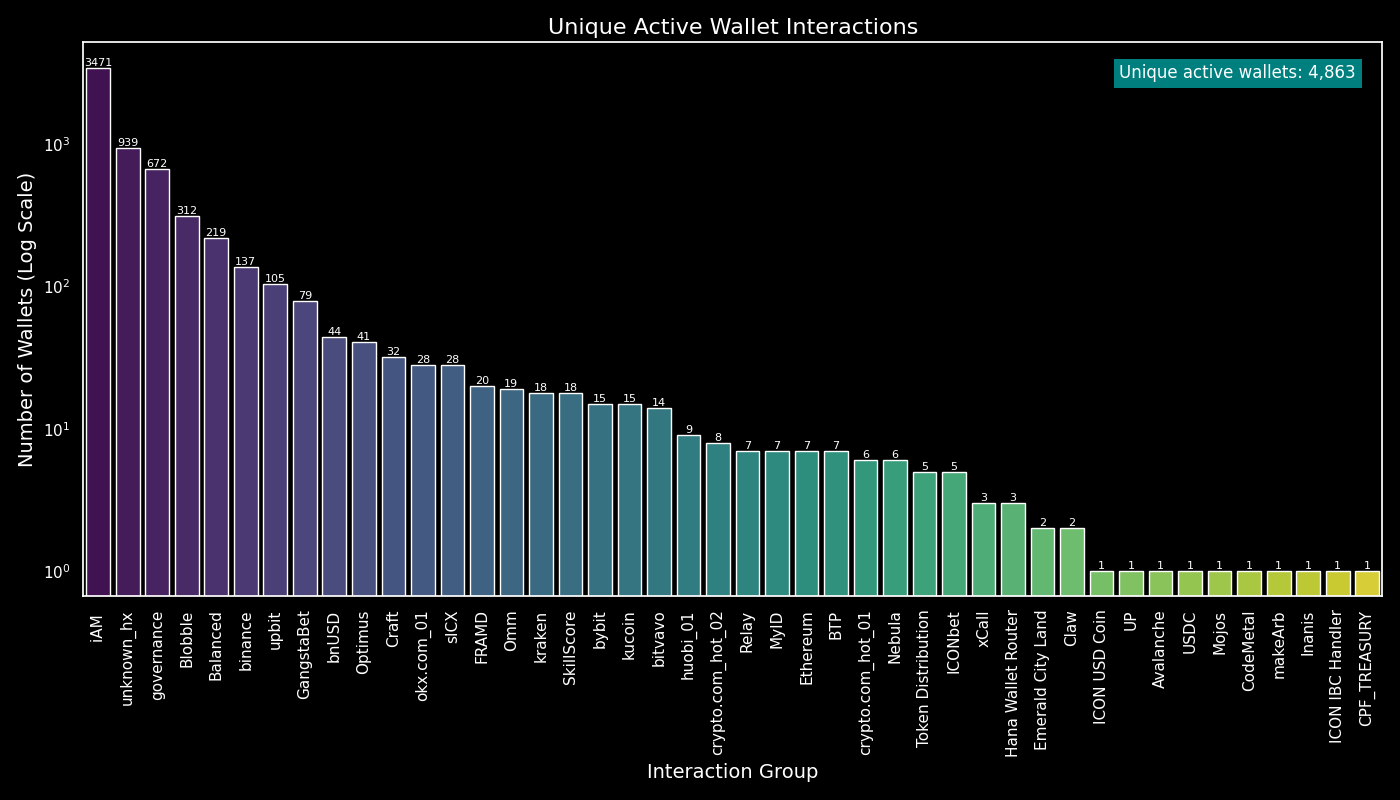 Unique Active Wallet Interactions
Unique active wallets: 4,863
Number of Wallets (Log Scale)
10³
10²
10¹
10⁰
3471
939
672
312
219
137
105
79
44
41
32
28
28
20
19
18
18
15
15
14
9
8
7
7
7
7
6
6
5
5
3
3
2
2
1
1
1
1
1
1
1
1
1
1
iAM
unknown_hx
governance
Blobble
Balanced
binance
upbit
GangstaBet
bnUSD
Optimus
Craft
okx.com_01
sICX
FRAMD
Omm
kraken
SkillScore
bybit
kucoin
bitvavo
huobi_01
crypto.com_hot_02
Relay
MyID
Ethereum
BTP
crypto.com_hot_01
Nebula
Token Distribution
ICONbet
xCall
Hana Wallet Router
Emerald City Land
Claw
ICON USD Coin
UP
Avalanche
USDC
Mojos
CodeMetal
makeArb
Inanis
ICON IBC Handler
CPF_TREASURY
Interaction Group